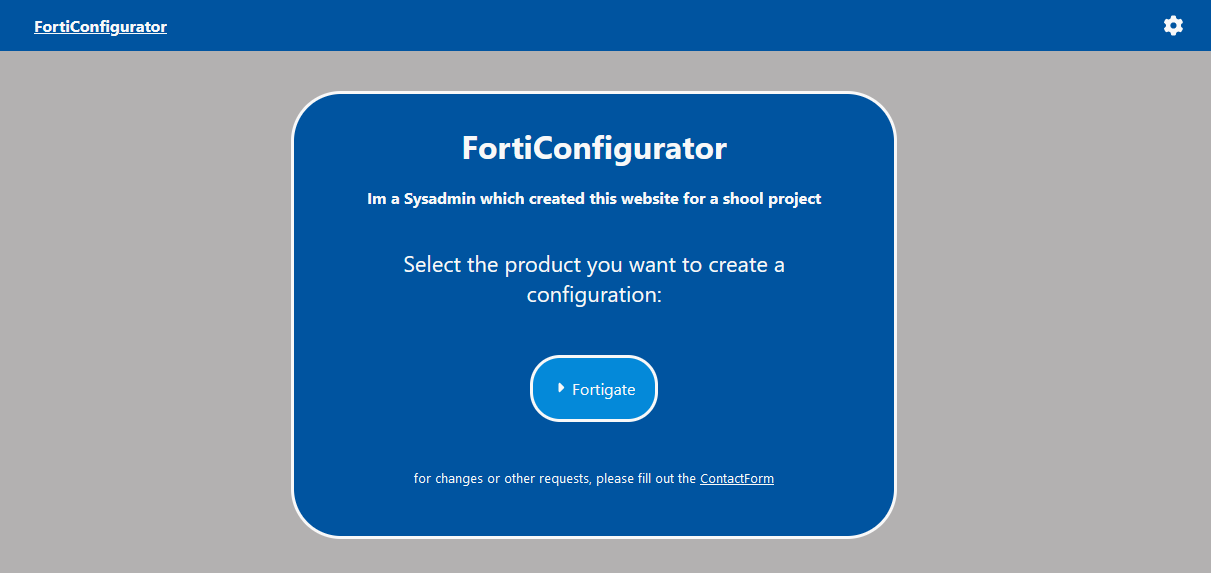 FortiConfigurator
FortiConfigurator
Im a Sysadmin which created this website for a shool project
Select the product you want to create a
configuration:
Fortigate
for changes or other requests, please fill out the ContactForm